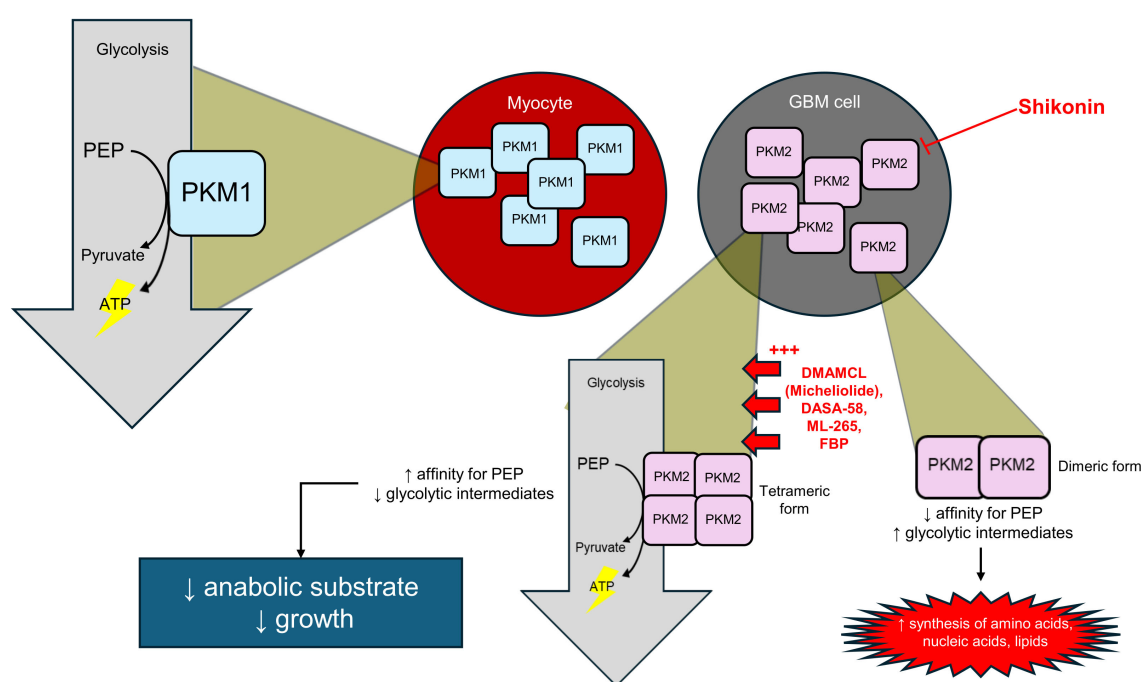 Glycolysis
PEP
PKM1
Pyruvate
ATP
Myocyte
PKM1
PKM1
PKM1
PKM1
PKM1
PKM1
GBM cell
PKM2
PKM2
PKM2
PKM2
PKM2
PKM2
Shikonin
+++
DMAMCL
(Micheliolide),
DASA-58,
ML-265,
FBP
Glycolysis
PEP
PKM2 PKM2
PKM2 PKM2
Pyruvate
ATP
Tetrameric
form
↑ affinity for PEP
↓ glycolytic intermediates
↓ anabolic substrate
↓ growth
PKM2 PKM2
Dimeric form
↓ affinity for PEP
↑ glycolytic intermediates
↑ synthesis of amino acids,
nucleic acids, lipids